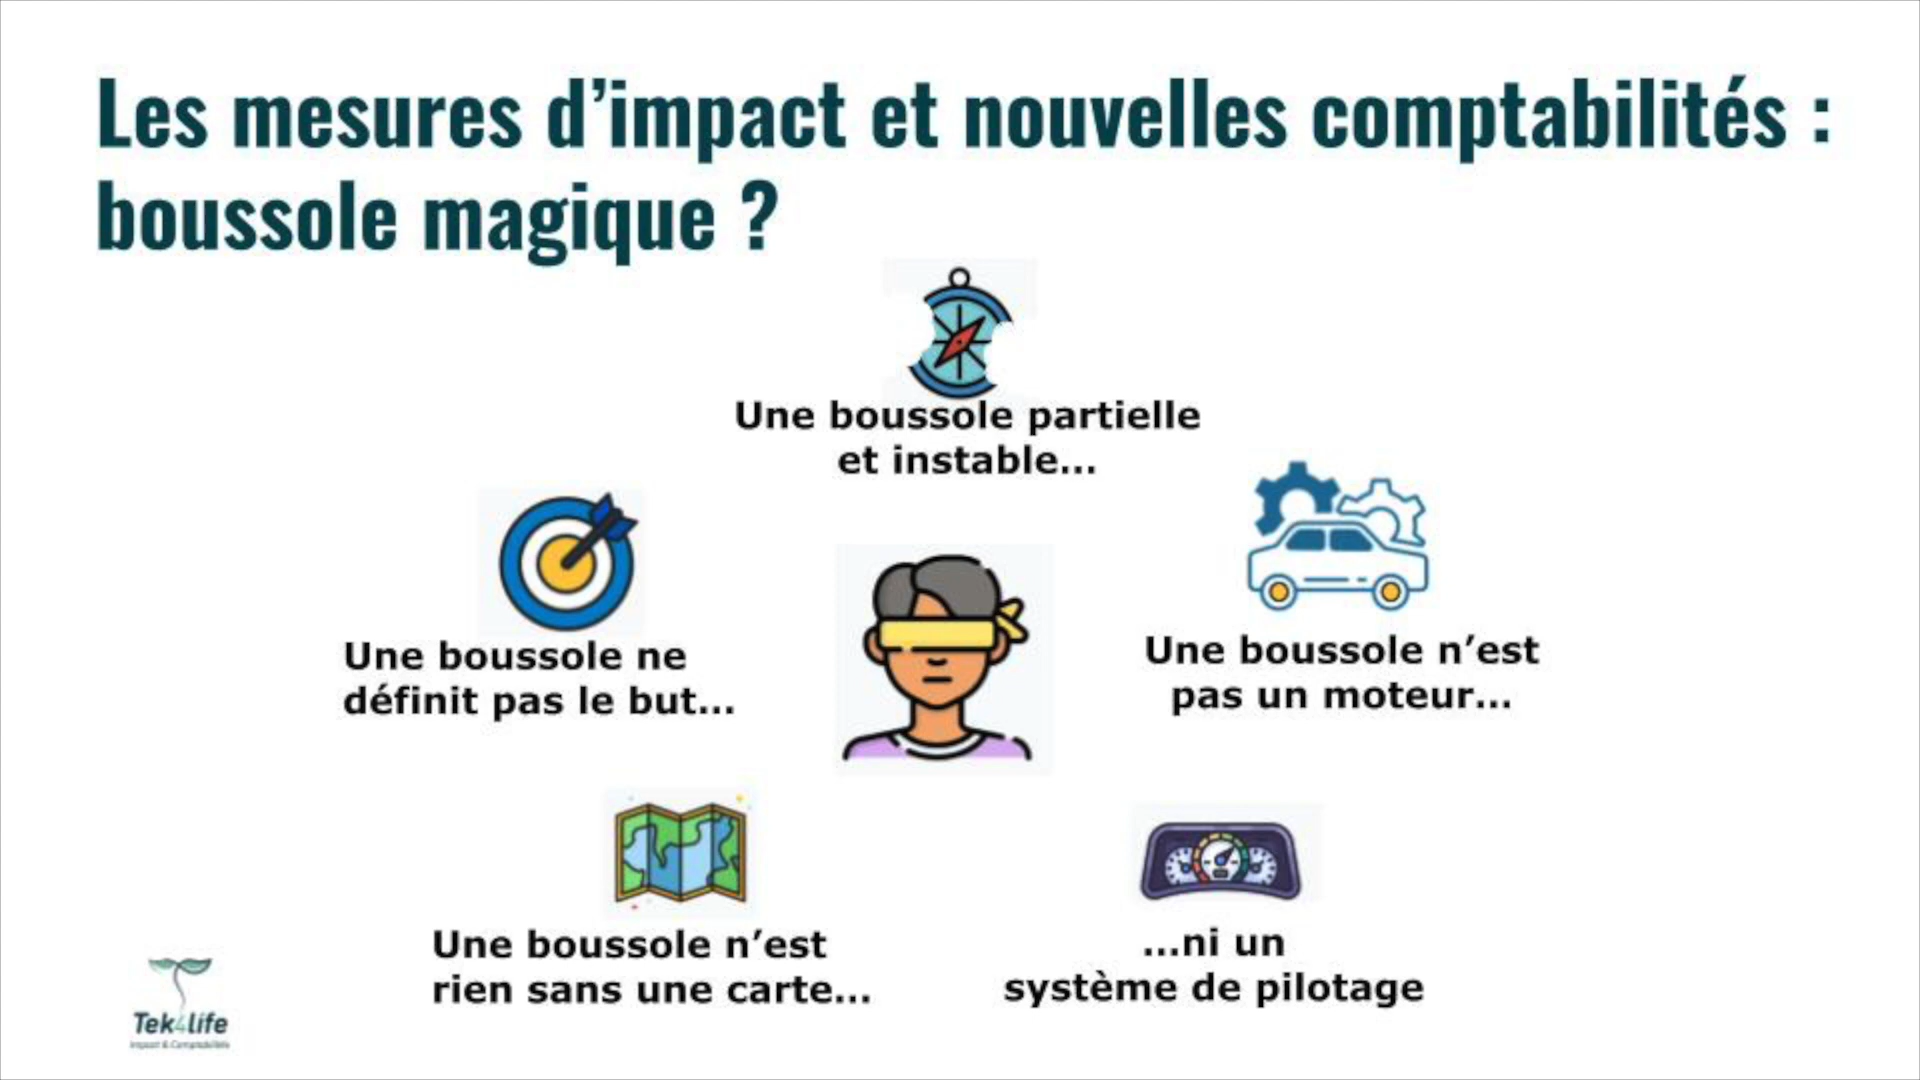 Les mesures d’impact et nouvelles comptabilités :
boussole magique ?
Une boussole partielle
et instable...
Une boussole ne
définit pas le but...
Une boussole n’est
pas un moteur...
Une boussole n’est
rien sans une carte...
...ni un
système de pilotage
Tek4life
Impact & Comptabilités